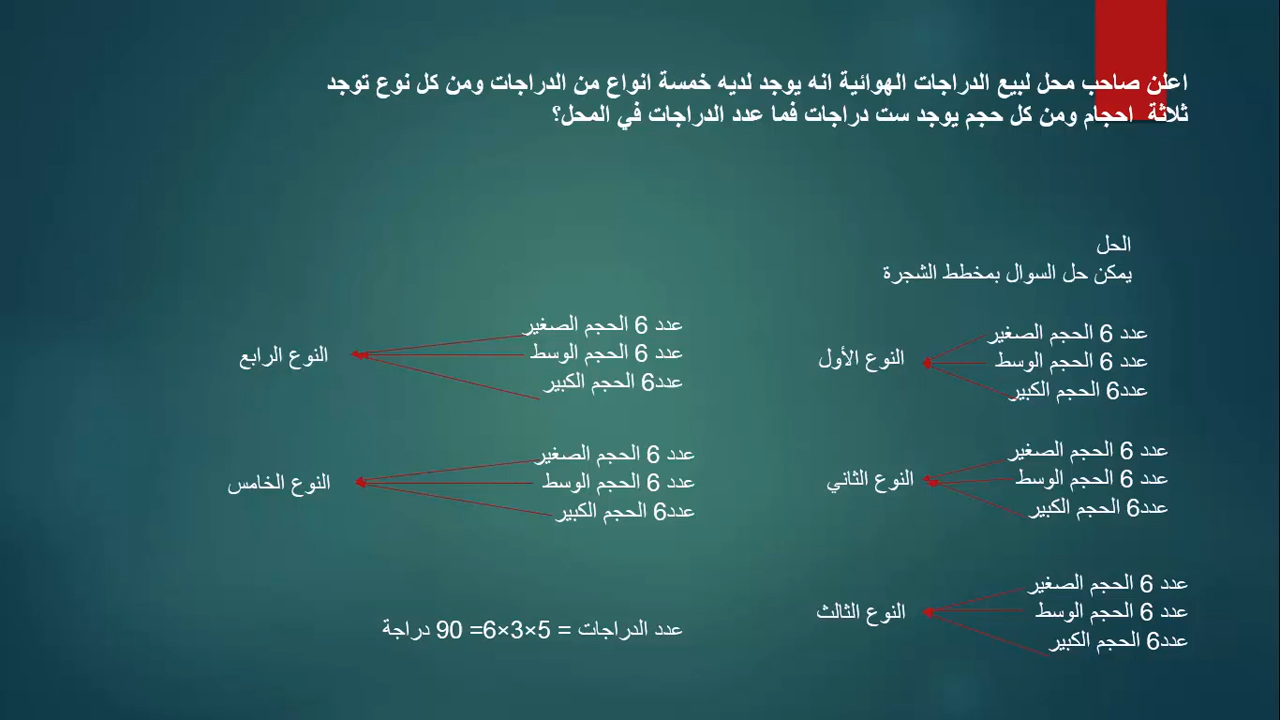 اعلن صاحب محل لبيع الدراجات الهوائية انه يوجد لديه خمسة انواع من الدراجات ومن كل نوع توجد
ثلاثة احجام ومن كل حجم يوجد ست دراجات فما عدد الدراجات في المحل؟
الحل
يمكن حل السوال بمخطط الشجرة
عدد 6 الحجم الصغير
عدد 6 الحجم الوسط
عدد6 الحجم الكبير
النوع الأول
عدد 6 الحجم الصغير
عدد 6 الحجم الوسط
عدد6 الحجم الكبير
النوع الثاني
عدد 6 الحجم الصغير
عدد 6 الحجم الوسط
عدد6 الحجم الكبير
النوع الثالث
عدد 6 الحجم الصغير
عدد 6 الحجم الوسط
عدد6 الحجم الكبير
النوع الرابع
عدد 6 الحجم الصغير
عدد 6 الحجم الوسط
عدد6 الحجم الكبير
النوع الخامس
عدد الدراجات = 5×3×6= 90 دراجة